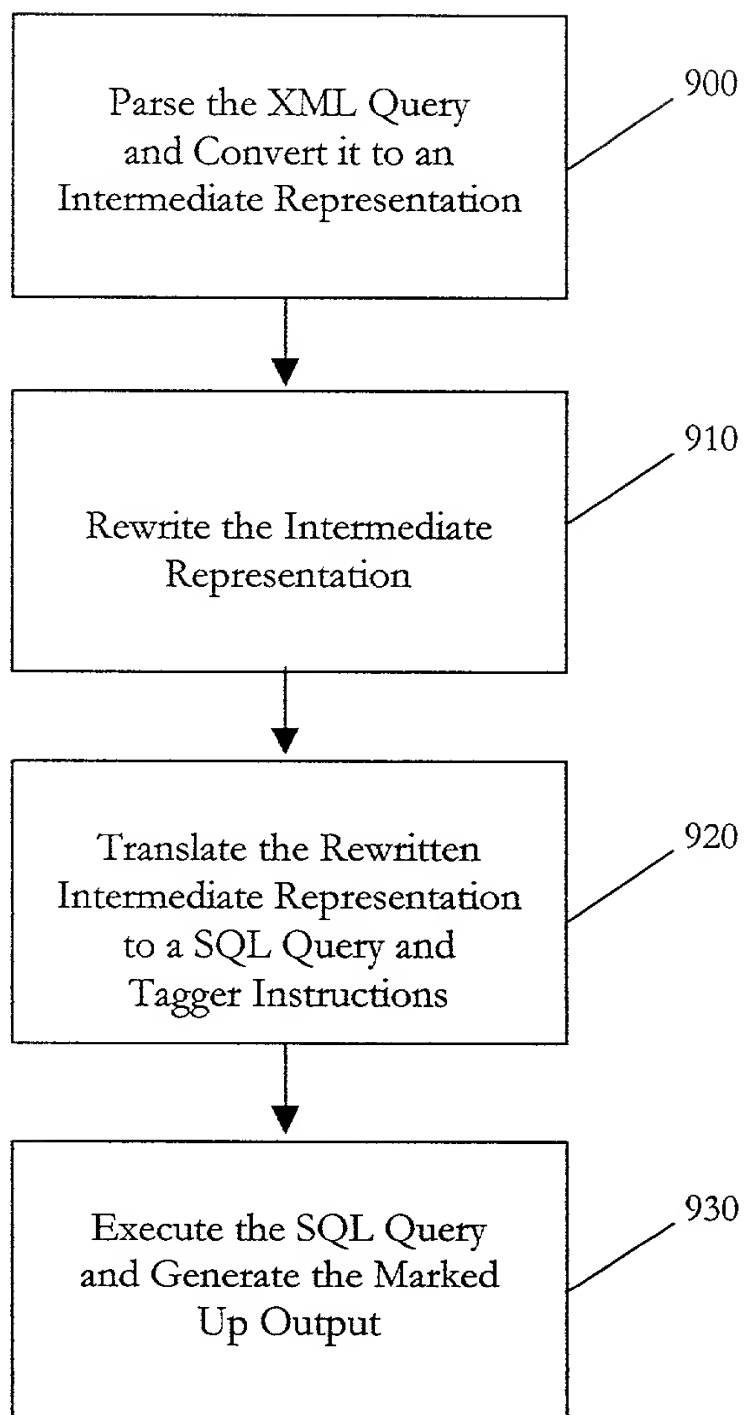 Parse the XML Query
and Convert it to an
Intermediate Representation
900
Rewrite the Intermediate
Representation
910
Translate the Rewritten
Intermediate Representation
to a SQL Query and
Tagger Instructions
920
Execute the SQL Query
and Generate the Marked
Up Output
930